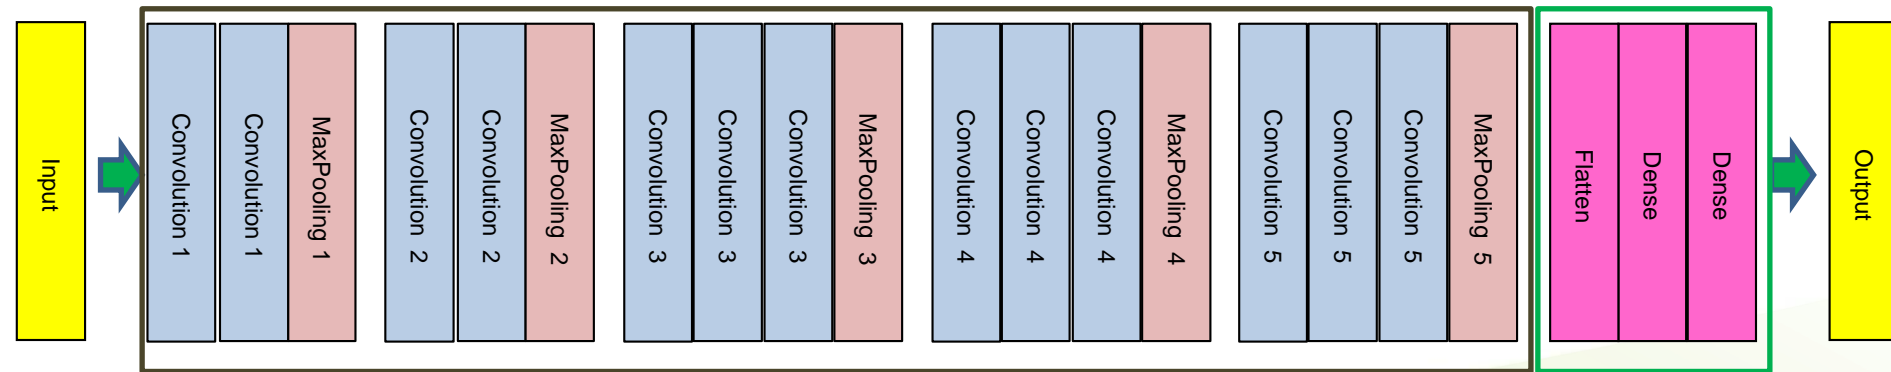 Input
Convolution 1
Convolution 1
MaxPooling 1
Convolution 2
Convolution 2
MaxPooling 2
Convolution 3
Convolution 3
Convolution 3
MaxPooling 3
Convolution 4
Convolution 4
Convolution 4
MaxPooling 4
Convolution 5
Convolution 5
Convolution 5
MaxPooling 5
Flatten
Dense
Dense
Output